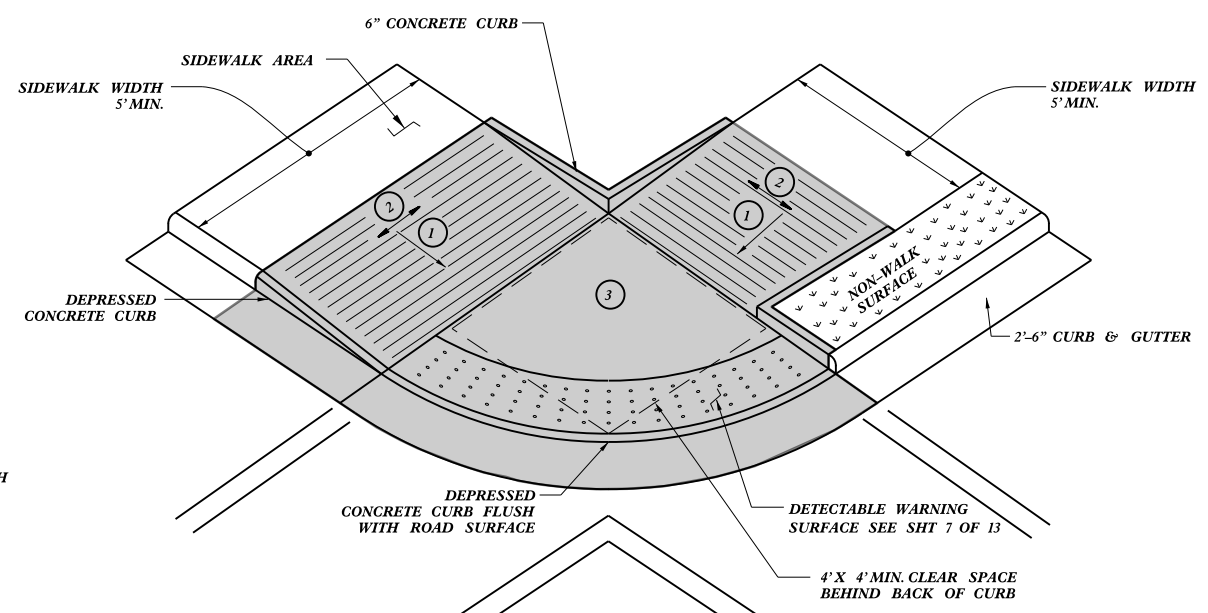 6” CONCRETE CURB
SIDEWALK AREA
SIDEWALK WIDTH
5' MIN.
SIDEWALK WIDTH
5' MIN.
2
1
2
1
3
NON–WALK
SURFACE
DEPRESSED
CONCRETE CURB
2'–6” CURB & GUTTER
H
DEPRESSED
CONCRETE CURB FLUSH
WITH ROAD SURFACE
DETECTABLE WARNING
SURFACE SEE SHT 7 OF 13
4' X 4' MIN. CLEAR SPACE
BEHIND BACK OF CURB